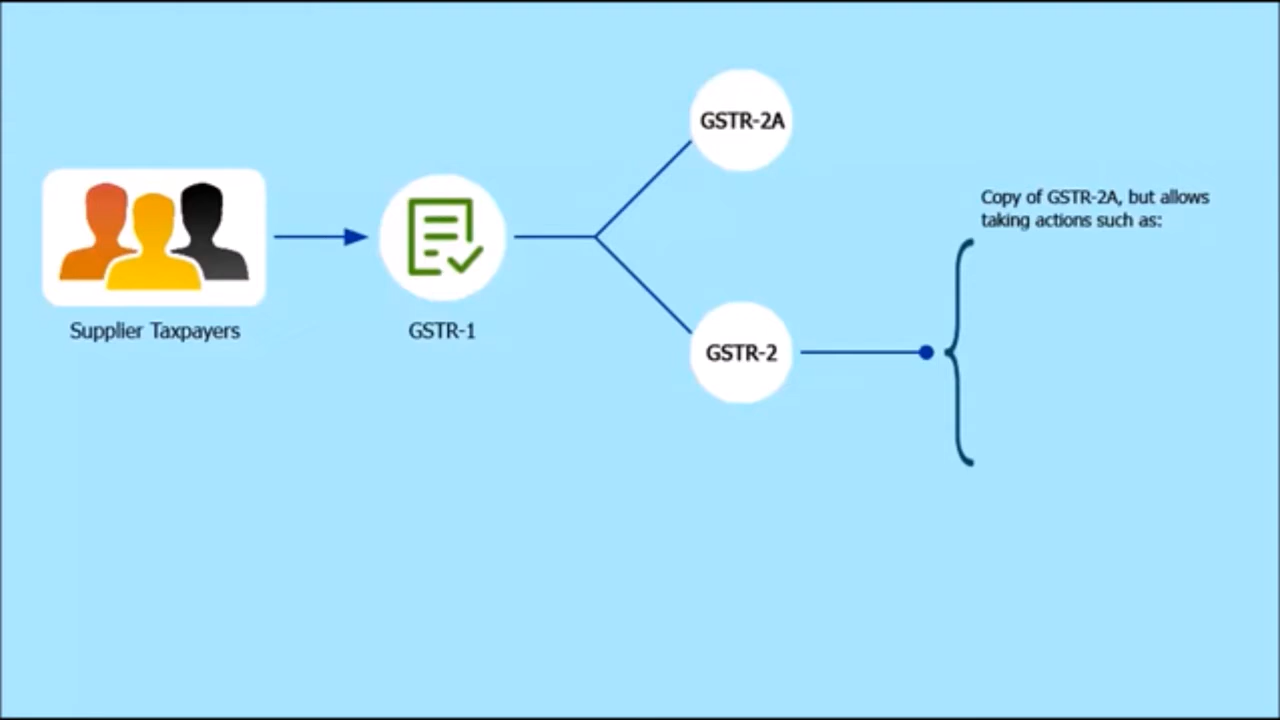 GSTR-2A
Copy of GSTR-2A, but allows
taking actions such as:
Supplier Taxpayers
GSTR-1
GSTR-2